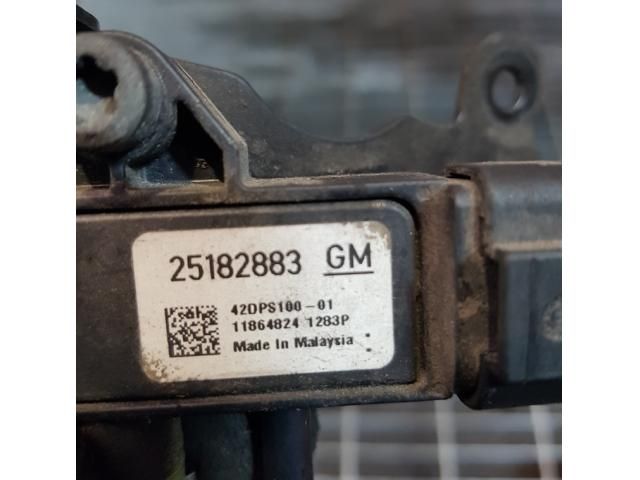 25182883 GM
42DPS100-01
11864824 1283P
Made In Malaysia